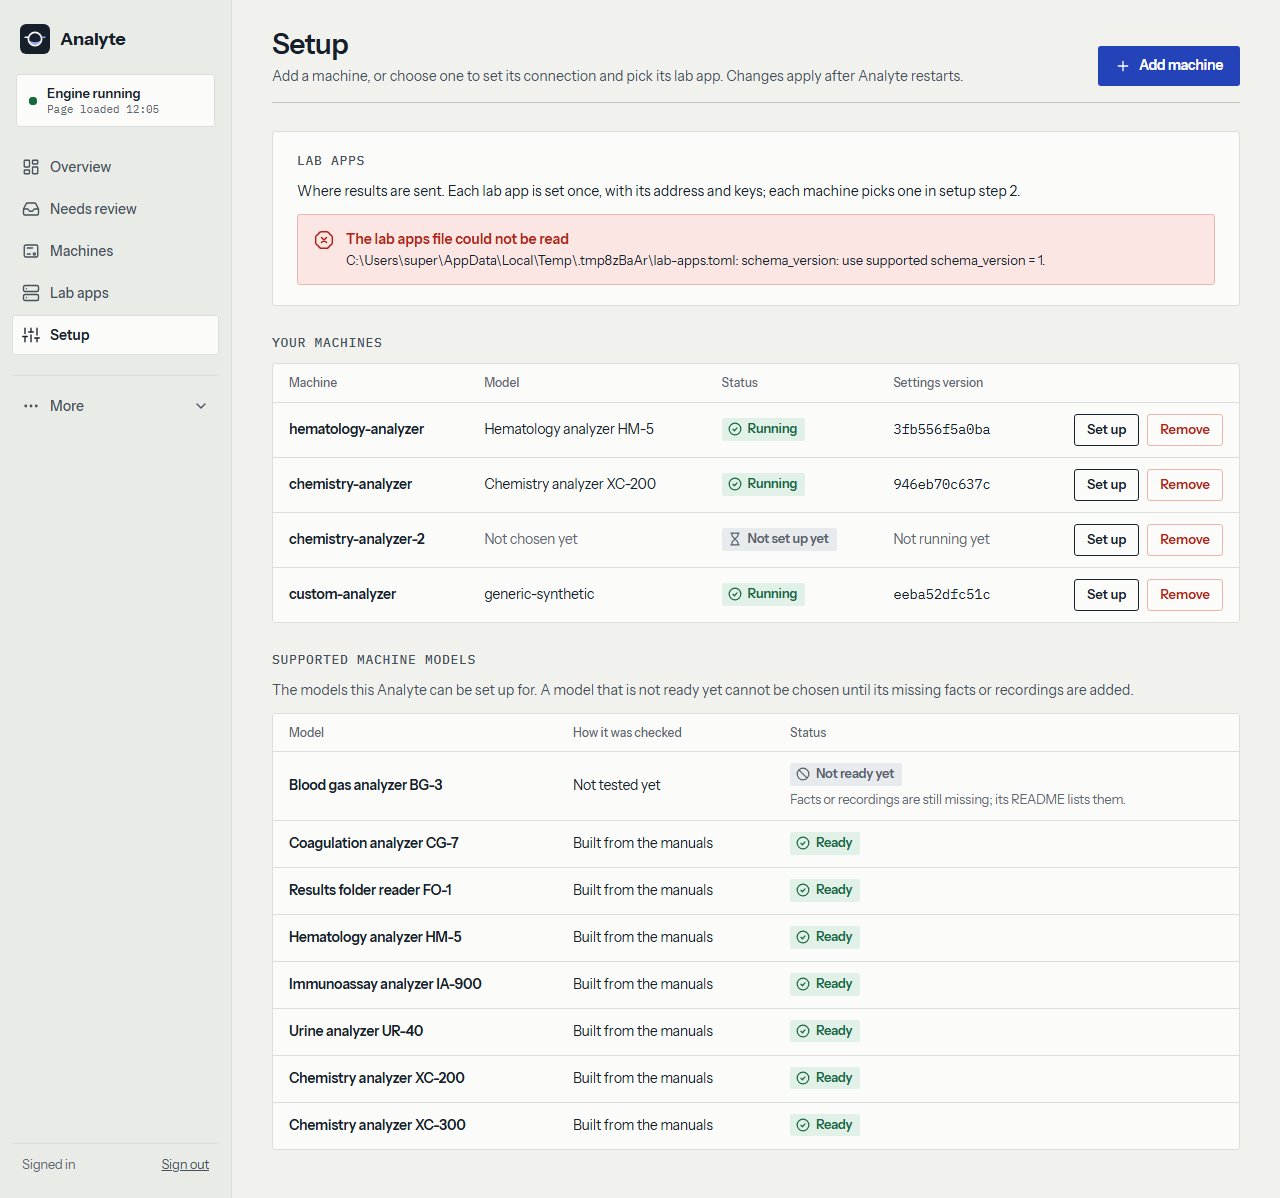 Analyte
Engine running
Page loaded 12:05
Overview
Needs review
Machines
Lab apps
Setup
More
Signed in
Sign out
Setup
Add a machine, or choose one to set its connection and pick its lab app. Changes apply after Analyte restarts.
Add machine
LAB APPS
Where results are sent. Each lab app is set once, with its address and keys; each machine picks one in setup step 2.
The lab apps file could not be read
C:\Users\super\AppData\Local\Temp\.tmp8zBaAr\lab-apps.toml: schema_version: use supported schema_version = 1.
YOUR MACHINES
Machine Model Status Settings version
hematology-analyzer Hematology analyzer HM-5 Running 3fb556f5a0ba Set up Remove
chemistry-analyzer Chemistry analyzer XC-200 Running 946eb70c637c Set up Remove
chemistry-analyzer-2 Not chosen yet Not set up yet Not running yet Set up Remove
custom-analyzer generic-synthetic Running eeba52dfc51c Set up Remove
SUPPORTED MACHINE MODELS
The models this Analyte can be set up for. A model that is not ready yet cannot be chosen until its missing facts or recordings are added.
Model How it was checked Status
Blood gas analyzer BG-3 Not tested yet Not ready yet
Facts or recordings are still missing; its README lists them.
Coagulation analyzer CG-7 Built from the manuals Ready
Results folder reader FO-1 Built from the manuals Ready
Hematology analyzer HM-5 Built from the manuals Ready
Immunoassay analyzer IA-900 Built from the manuals Ready
Urine analyzer UR-40 Built from the manuals Ready
Chemistry analyzer XC-200 Built from the manuals Ready
Chemistry analyzer XC-300 Built from the manuals Ready